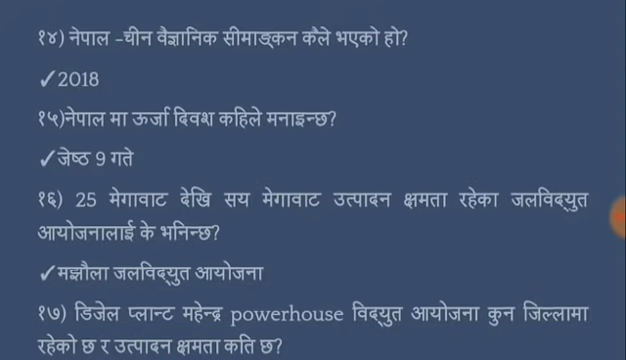 १४) नेपाल -चीन वैज्ञानिक सीमाङ्कन कैले भएको हो?
✓2018
१५)नेपाल मा ऊर्जा दिवश कहिले मनाइन्छ?
✓जेष्ठ 9 गते
१६) 25 मेगावाट देखि सय मेगावाट उत्पादन क्षमता रहेका जलविद्युत
आयोजनालाई के भनिन्छ?
✓मझौला जलविद्युत आयोजना
१७) डिजेल प्लान्ट महेन्द्र powerhouse विद्युत आयोजना कुन जिल्लामा
रहेको छ र उत्पादन क्षमता कति छ?